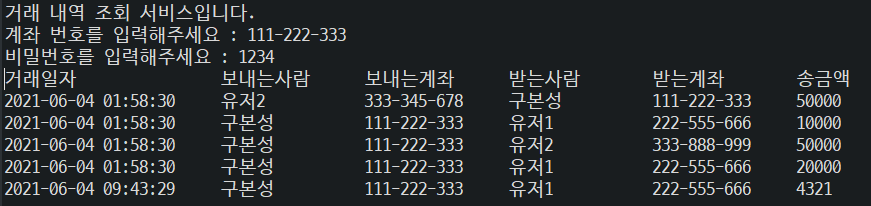 거래 내역 조회 서비스입니다.
계좌 번호를 입력해주세요 : 111-222-333
비밀번호를 입력해주세요 : 1234
거래일자 보내는사람 보내는계좌 받는사람 받는계좌 송금액
2021-06-04 01:58:30 유저2 333-345-678 구본성 111-222-333 50000
2021-06-04 01:58:30 구본성 111-222-333 유저1 222-555-666 10000
2021-06-04 01:58:30 구본성 111-222-333 유저2 333-888-999 50000
2021-06-04 01:58:30 구본성 111-222-333 유저1 222-555-666 20000
2021-06-04 09:43:29 구본성 111-222-333 유저1 222-555-666 4321